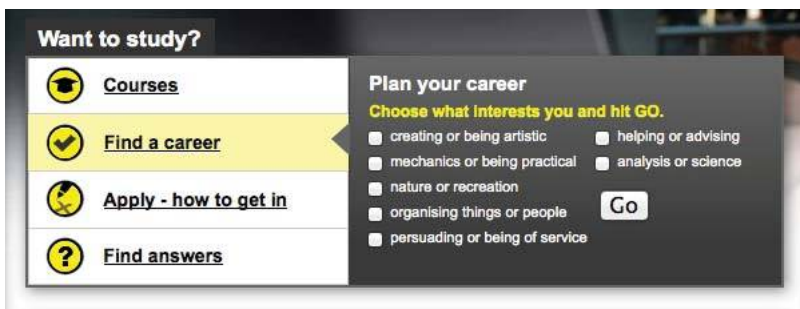 Want to study?
Courses
Find a career
Apply - how to get in
Find answers
Plan your career
Choose what interests you and hit GO.
creating or being artistic
mechanics or being practical
nature or recreation
organising things or people
persuading or being of service
helping or advising
analysis or science
Go